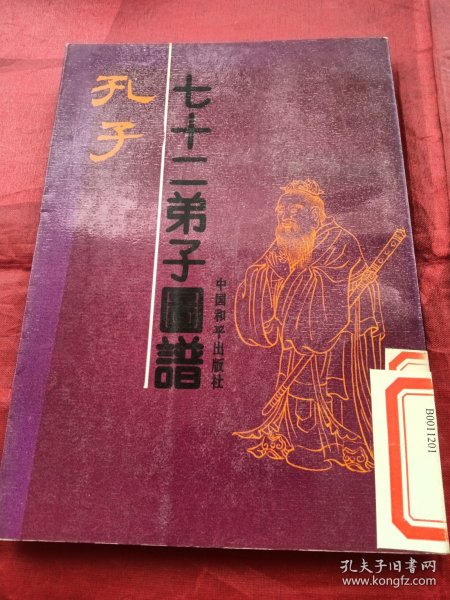 孔子
七十二弟子圖譜
中国和平出版社
B0011201
孔夫子旧书网
www.kongfz.com